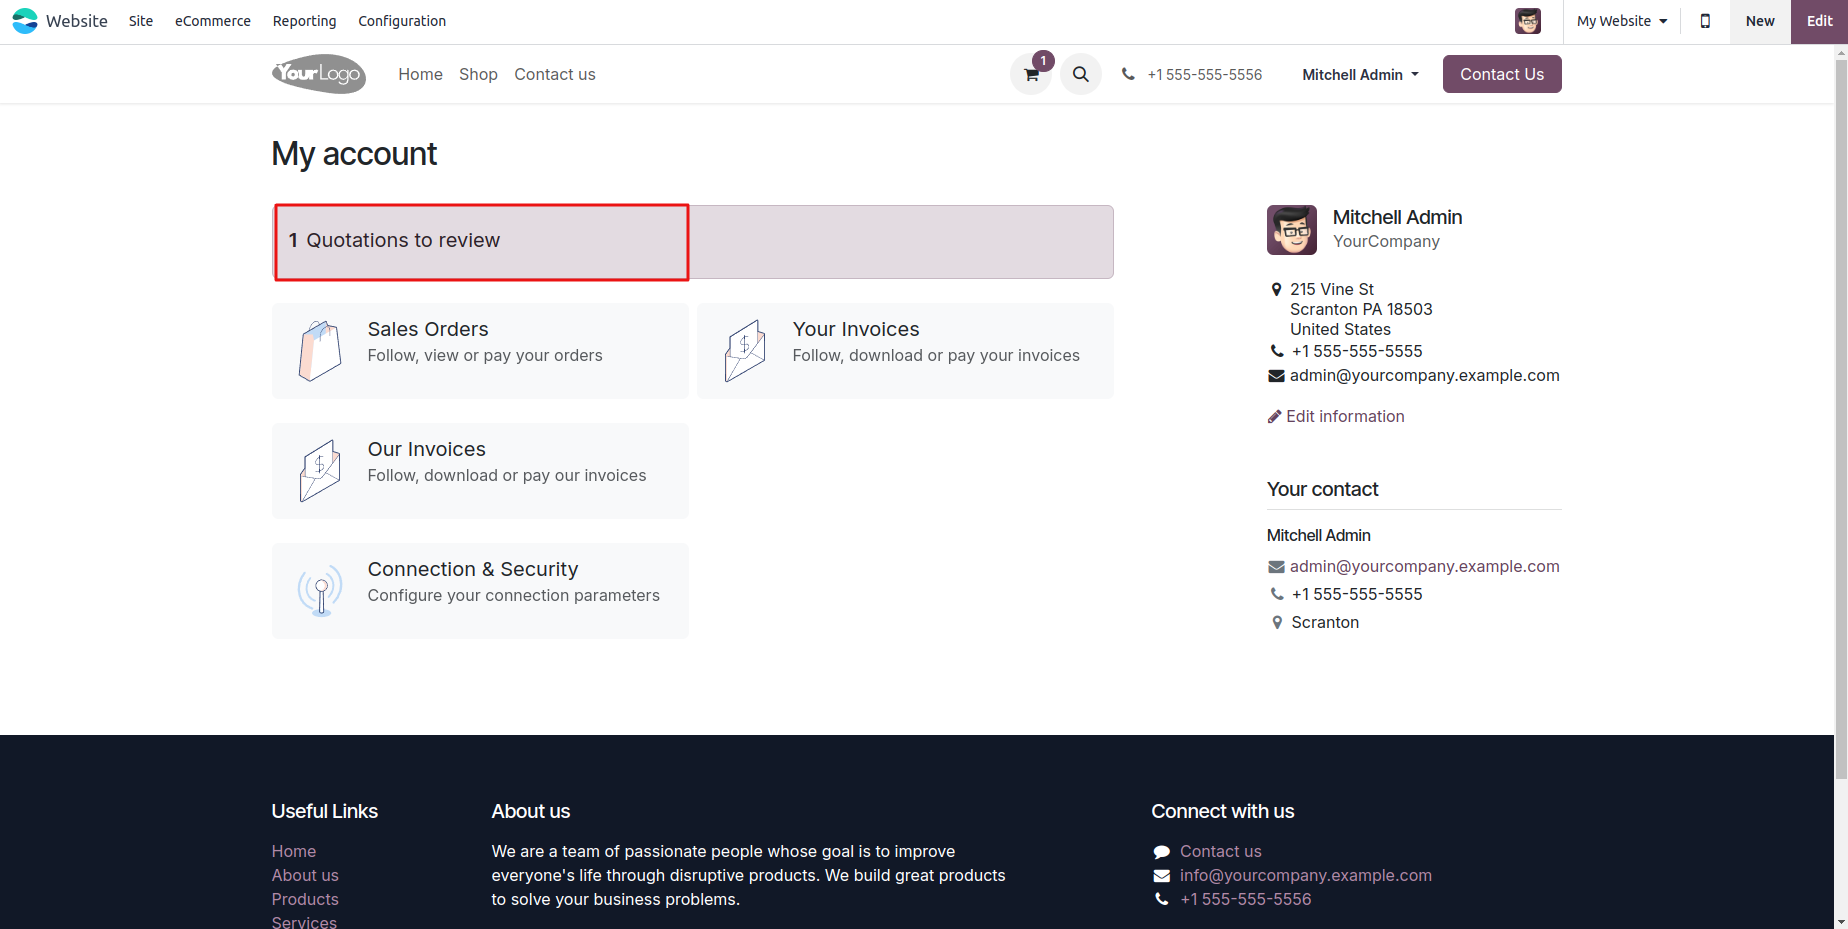 Website Site eCommerce Reporting Configuration My Website New Edit
YourLogo Home Shop Contact us 1 +1 555-555-5556 Mitchell Admin Contact Us
My account
1 Quotations to review
Sales Orders
Follow, view or pay your orders
Your Invoices
Follow, download or pay your invoices
Our Invoices
Follow, download or pay our invoices
Connection & Security
Configure your connection parameters
Mitchell Admin
YourCompany
215 Vine St
Scranton PA 18503
United States
+1 555-555-5555
admin@yourcompany.example.com
Edit information
Your contact
Mitchell Admin
admin@yourcompany.example.com
+1 555-555-5555
Scranton
Useful Links
Home
About us
Products
Services
About us
We are a team of passionate people whose goal is to improve
everyone's life through disruptive products. We build great products
to solve your business problems.
Connect with us
Contact us
info@yourcompany.example.com
+1 555-555-5556